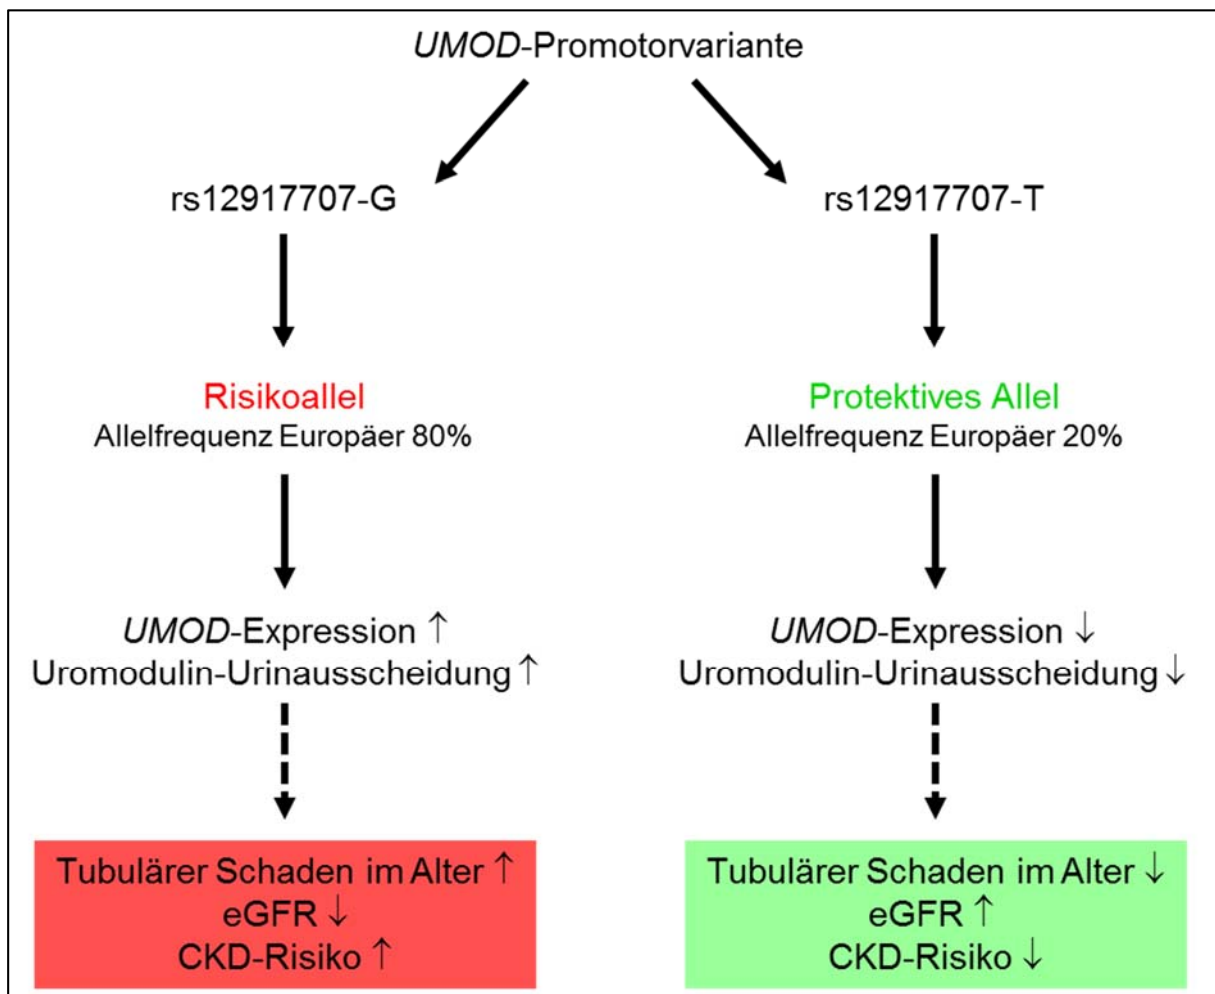 UMOD-Promotorvariante
rs12917707-G
rs12917707-T
Risikoallel
Allelfrequenz Europäer 80%
Protektives Allel
Allelfrequenz Europäer 20%
UMOD-Expression ↑
Uromodulin-Urinausscheidung ↑
UMOD-Expression ↓
Uromodulin-Urinausscheidung ↓
Tubulärer Schaden im Alter ↑
eGFR ↓
CKD-Risiko ↑
Tubulärer Schaden im Alter ↓
eGFR ↑
CKD-Risiko ↓